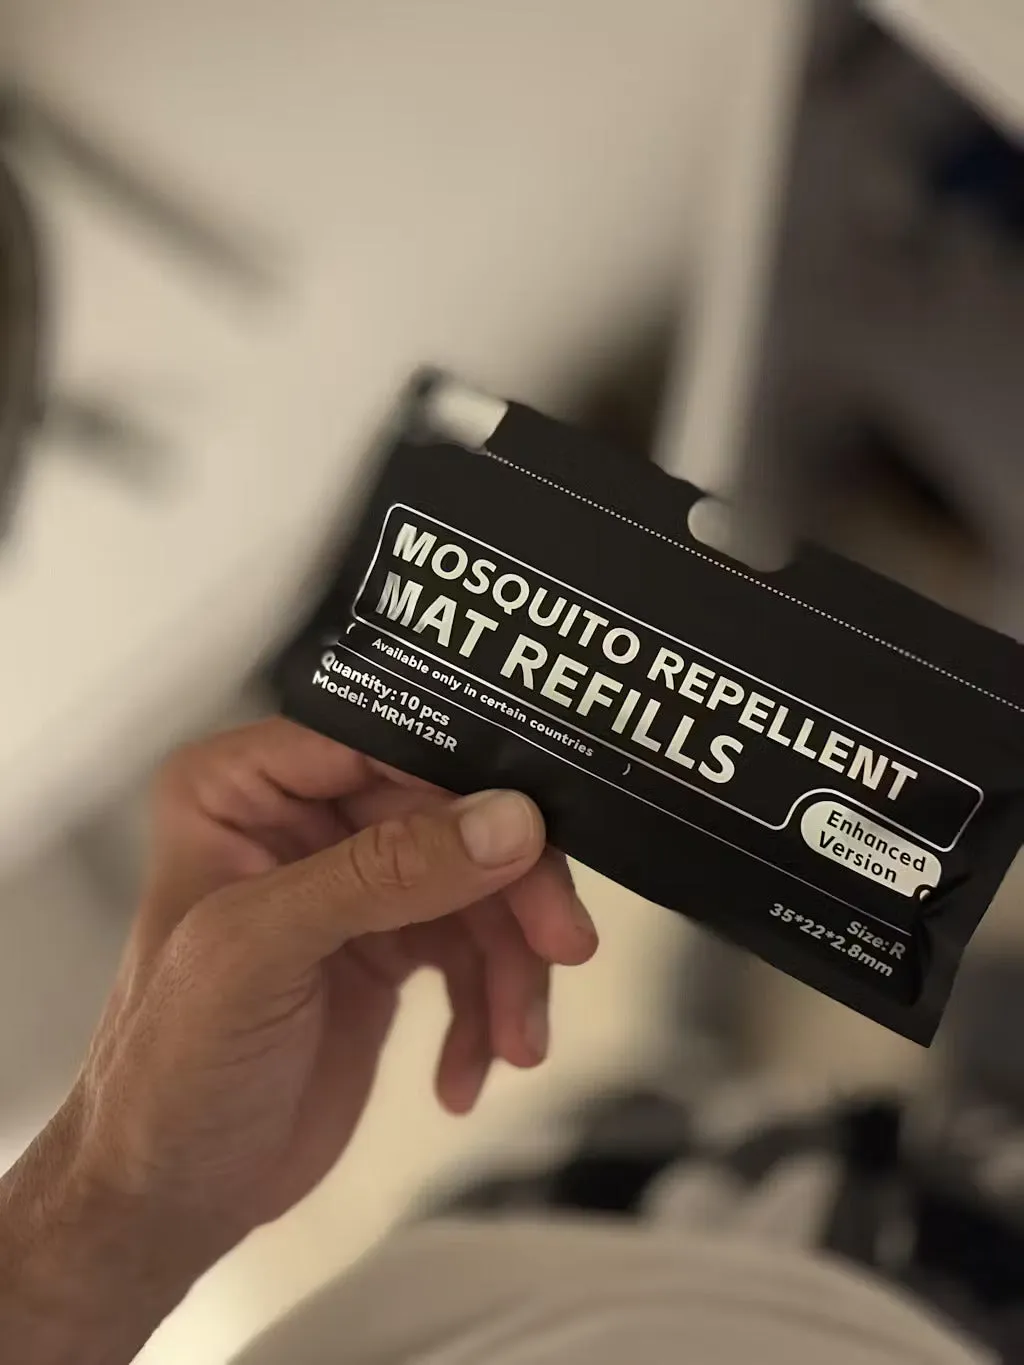 MOSQUITO REPELLENT
MAT REFILLS
Available only in certain countries
Enhanced
Version
Quantity: 10 pcs
Model: MRM125R
Size: R
35*22*2.8mm